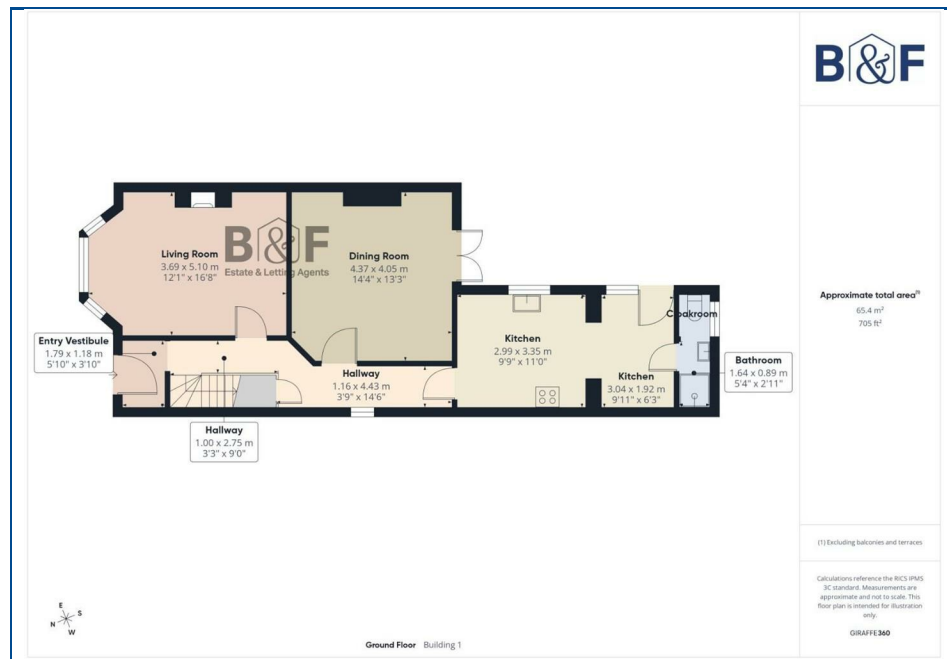 B&F
Living Room
3.69 x 5.10 m
12'1" x 16'8"
B&F
Estate & Letting Agents
Dining Room
4.37 x 4.05 m
14'4" x 13'3"
Approximate total area(1)
65.4 m²
705 ft²
Cloakroom
Entry Vestibule
1.79 x 1.18 m
5'10" x 3'10"
Kitchen
2.99 x 3.35 m
9'9" x 11'0"
Bathroom
1.64 x 0.89 m
5'4" x 2'11"
Hallway
1.16 x 4.43 m
3'9" x 14'6"
Kitchen
3.04 x 1.92 m
9'11" x 6'3"
Hallway
1.00 x 2.75 m
3'3" x 9'0"
(1) Excluding balconies and terraces
Calculations reference the RICS IPMS
3C standard. Measurements are
approximate and not to scale. This
floor plan is intended for illustration
only.
GIRAFFE360
E
S
N
W
Ground Floor Building 1